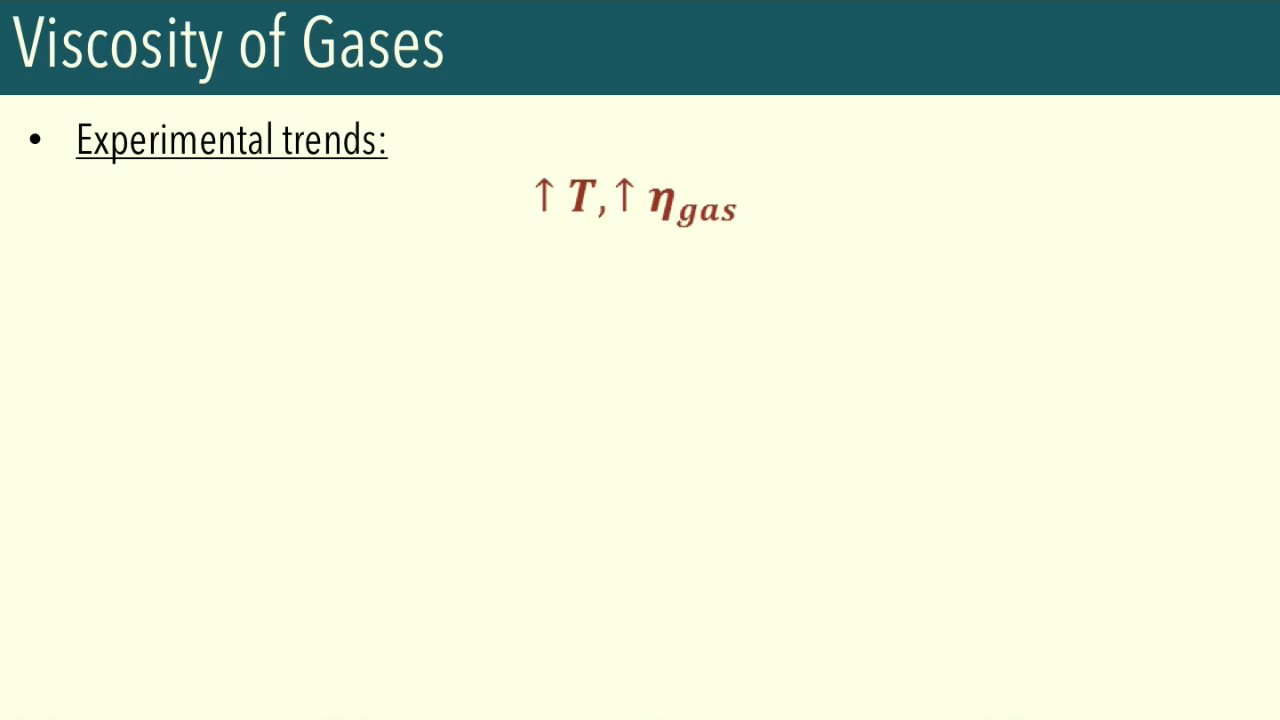 Viscosity of Gases
• Experimental trends:
↑ T, ↑ η_gas